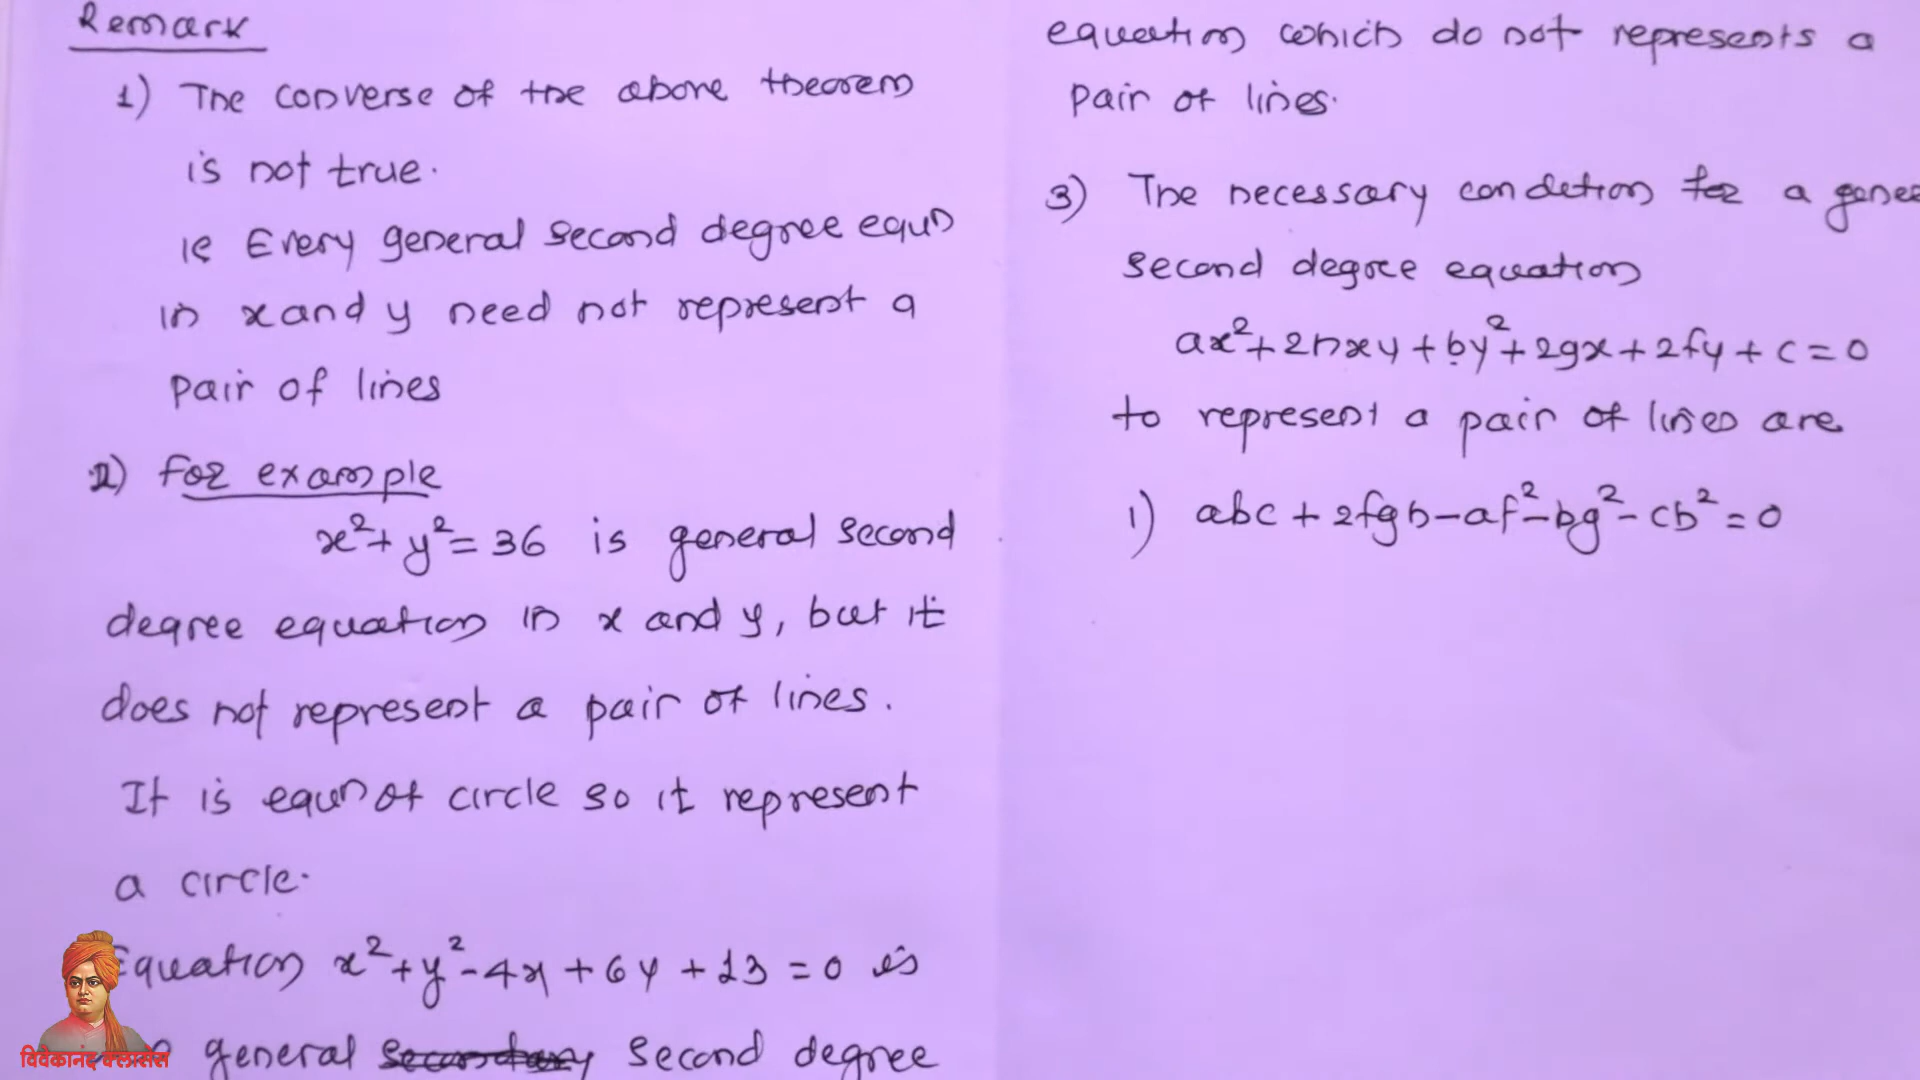 Remark
1) The converse of the above theorem
is not true.
ie Every general second degree equn
in x and y need not represent a
pair of lines
2) for example
x²+ y²= 36 is general second
degree equation in x and y, but it
does not represent a pair of lines.
It is equn of circle so it represent
a circle.
Equation x²+y²-4x+6y+13=0 is
general second degree
equation which do not represents a
pair of lines.
3) The necessary condition for a gene
second degree equation
ax²+2hxy+by²+2gx+2fy+c=0
to represent a pair of lines are
1) abc+2fgh-af²-bg²-ch²=0
विवेकानंद क्लासेस